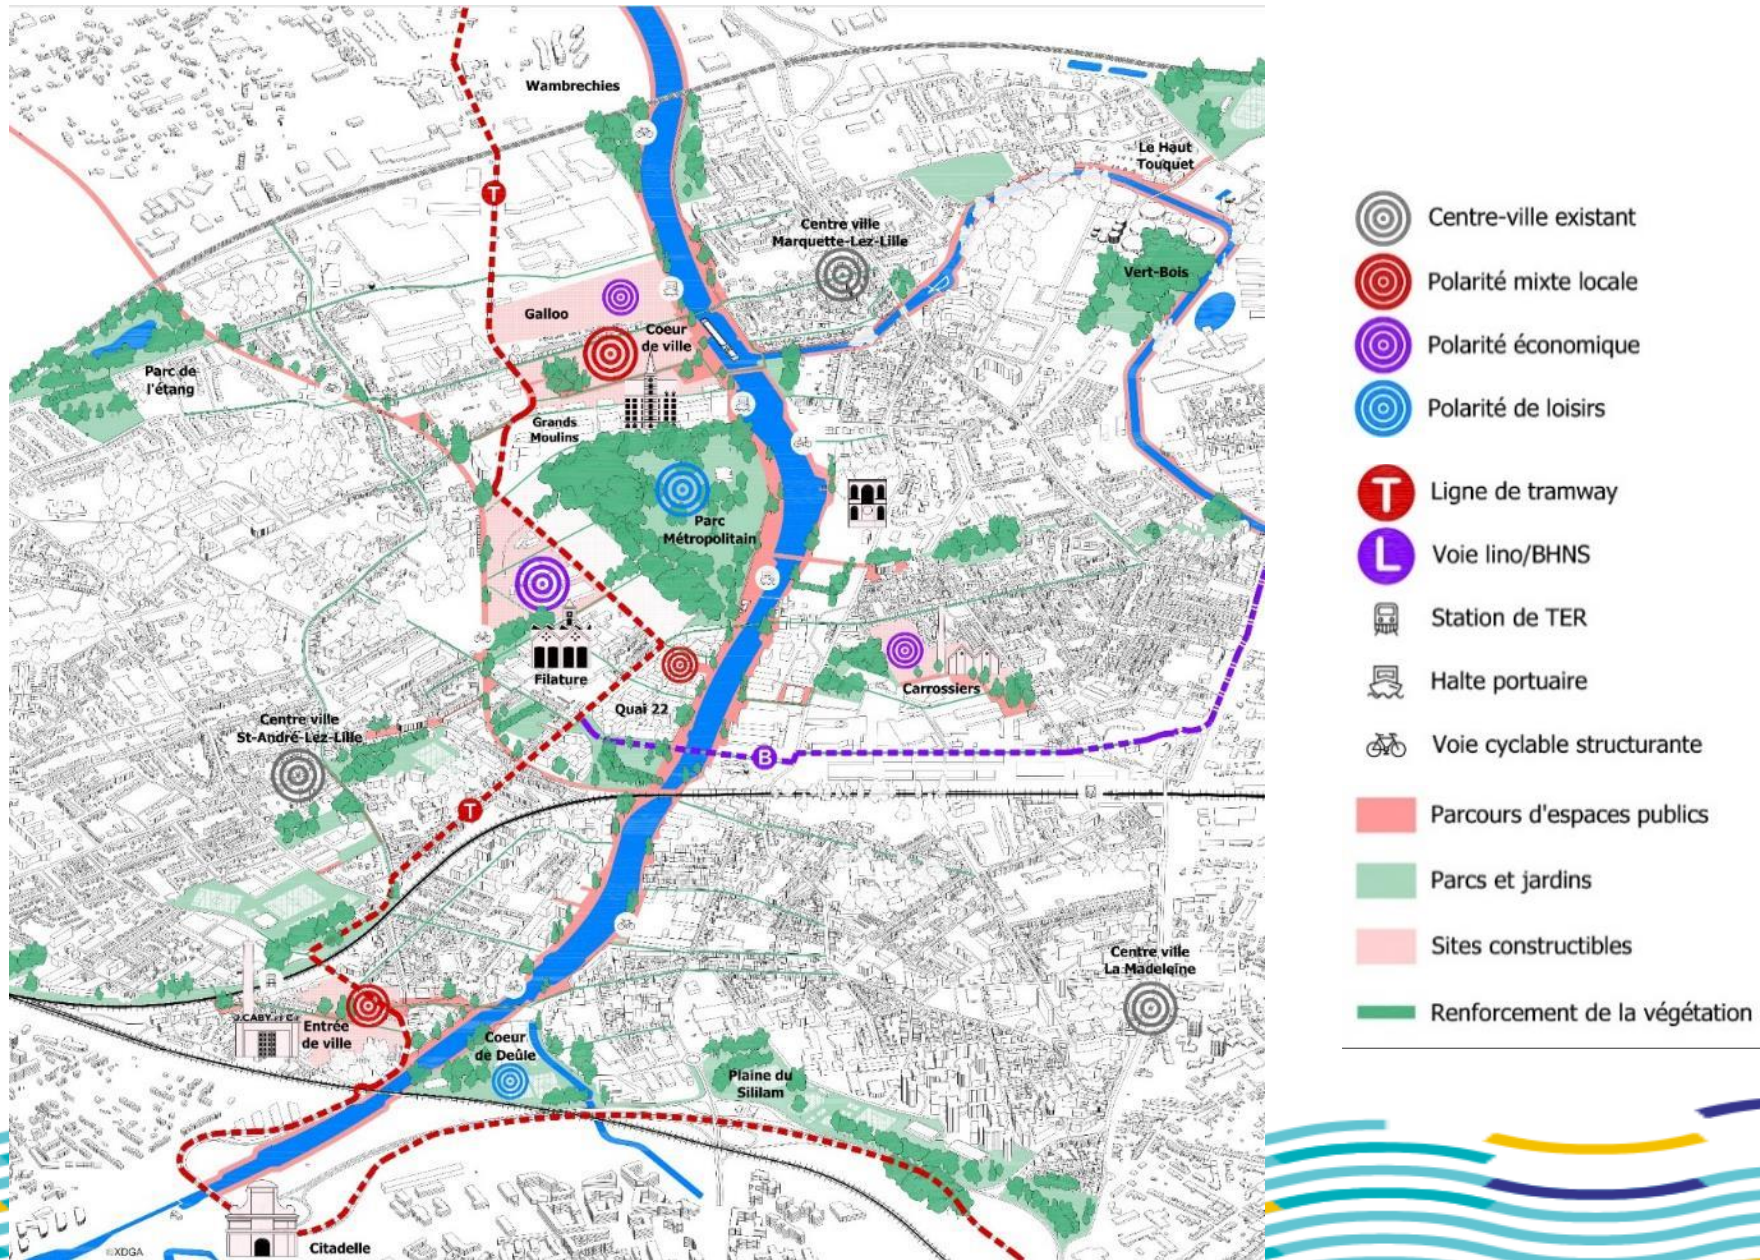 Wambrechies
Le Haut
Touquet
T
Centre ville
Marquette-Lez-Lille
Vert-Bois
Galloo
Coeur
de ville
Parc de
l'étang
Grands
Moulins
Parc
Métropolitain
Filature
Carrossiers
Quai 22
Centre ville
St-André-Lez-Lille
B
T
Centre ville
La Madeleine
J.CABY et Cie
Entrée
de ville
Coeur
de Deûle
Plaine du
Sililam
Citadelle
©XDGA
Centre-ville existant
Polarité mixte locale
Polarité économique
Polarité de loisirs
T Ligne de tramway
L Voie lino/BHNS
Station de TER
Halte portuaire
Voie cyclable structurante
Parcours d'espaces publics
Parcs et jardins
Sites constructibles
Renforcement de la végétation